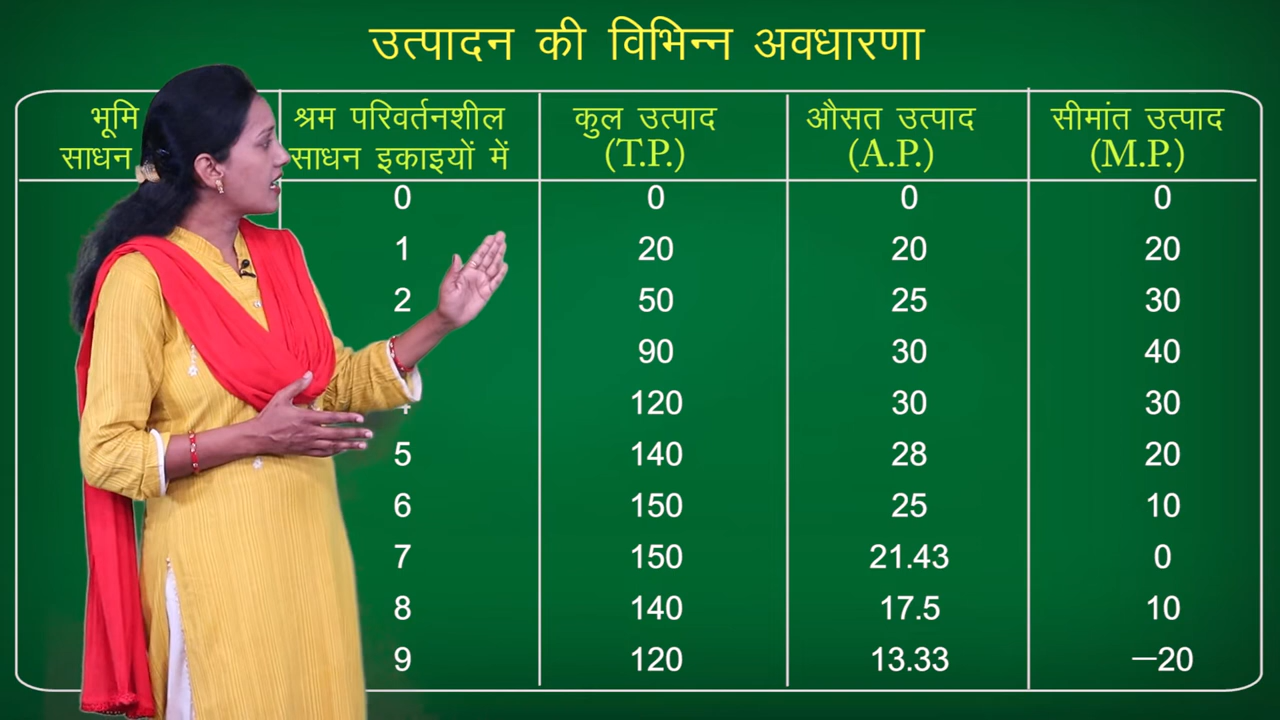 उत्पादन की विभिन्न अवधारणा
भूमि श्रम परिवर्तनशील कुल उत्पाद औसत उत्पाद सीमांत उत्पाद
साधन साधन इकाइयों में (T.P.) (A.P.) (M.P.)
0 0 0 0
1 20 20 20
2 50 25 30
90 30 40
120 30 30
5 140 28 20
6 150 25 10
7 150 21.43 0
8 140 17.5 10
9 120 13.33 —20